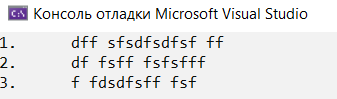 Консоль отладки Microsoft Visual Studio
1. dff sfsdfsdfsf ff
2. df fsff fsfsfff
3. f fdsdfsff fsf